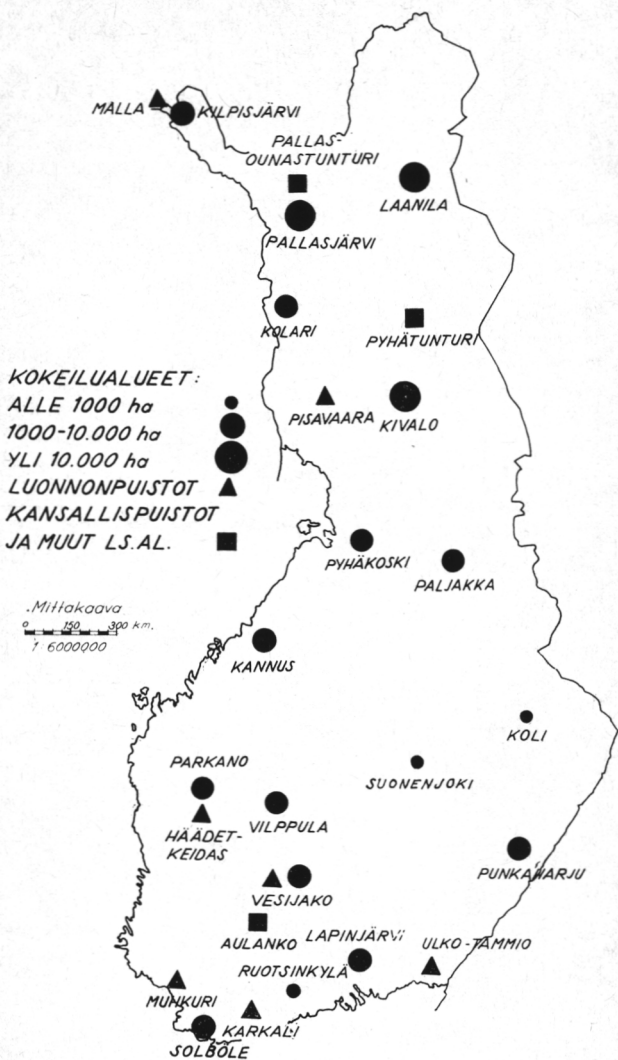 MALLA
KILPISJÄRVI
PALLAS-
OUNASTUNTURI
LAANILA
PALLASJÄRVI
KOLARI
PYHÄTUNTURI
KOKEILUALUEET:
ALLE 1000 ha
1000-10.000 ha
YLI 10.000 ha
LUONNONPUISTOT
KANSALLISPUISTOT
JA MUUT LS.AL.
PISAVAARA
KIVALO
PYHÄKOSKI
PALJAKKA
Mittakaava
0 150 300 km.
1:6000000
KANNUS
KOLI
SUONENJOKI
PARKANO
HÄÄDET-
KEIDAS
VILPPULA
PUNKAHARJU
VESIJAKO
AULANKO
LAPINJÄRVI
ULKO-TAMMIO
RUOTSINKYLÄ
MUHKURI
KARKALI
SOLBÖLE